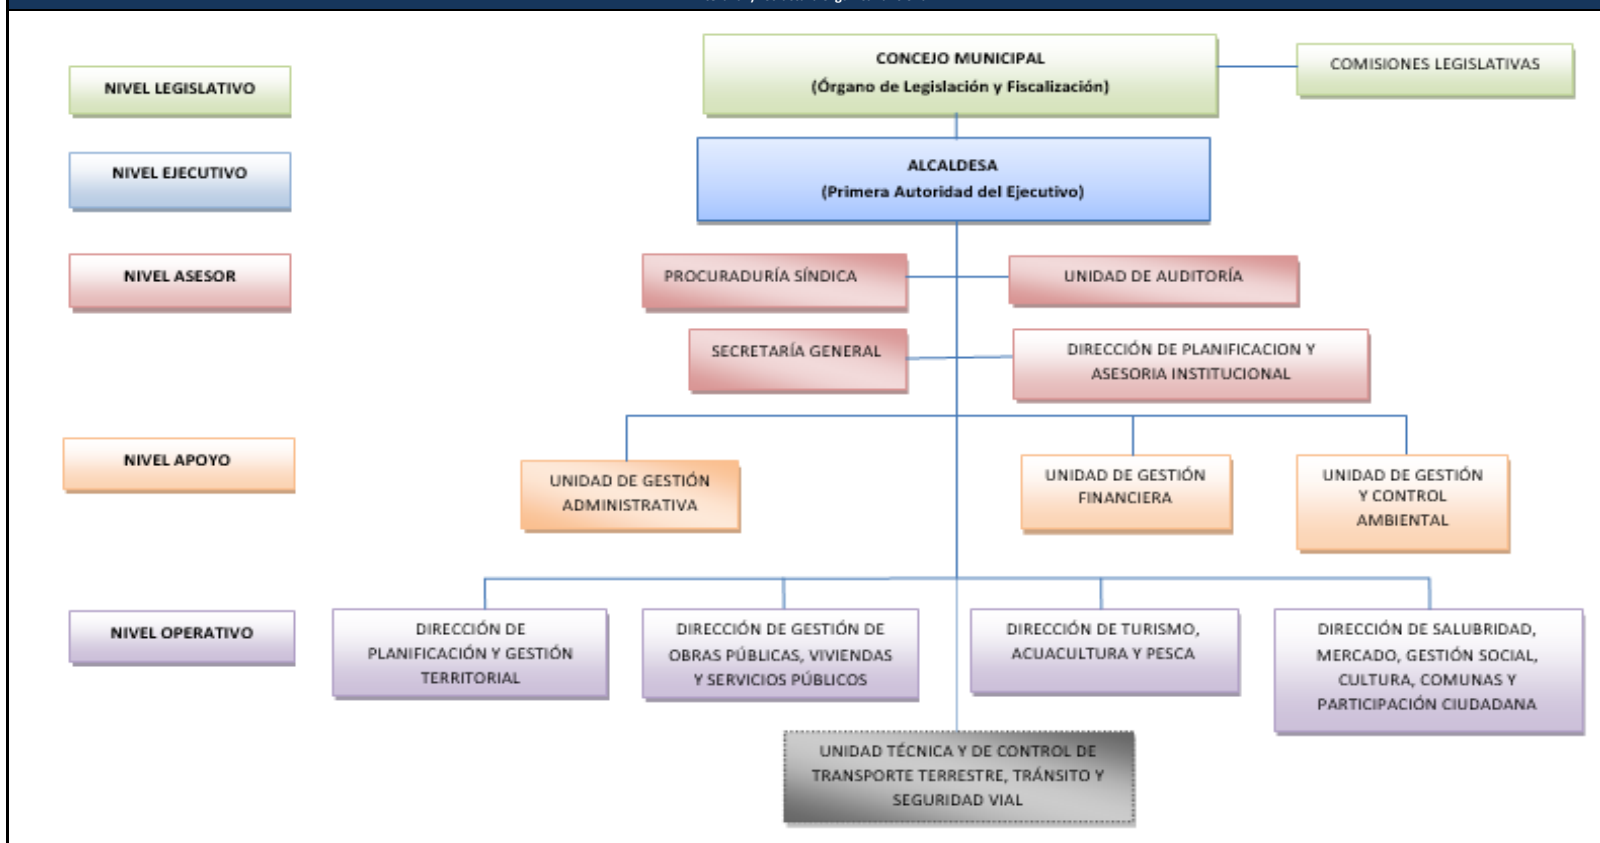 CONCEJO MUNICIPAL
(Órgano de Legislación y Fiscalización)
COMISIONES LEGISLATIVAS
NIVEL LEGISLATIVO
NIVEL EJECUTIVO
ALCALDESA
(Primera Autoridad del Ejecutivo)
NIVEL ASESOR
PROCURADURÍA SÍNDICA
UNIDAD DE AUDITORÍA
SECRETARÍA GENERAL
DIRECCIÓN DE PLANIFICACION Y
ASESORIA INSTITUCIONAL
NIVEL APOYO
UNIDAD DE GESTIÓN
ADMINISTRATIVA
UNIDAD DE GESTIÓN
FINANCIERA
UNIDAD DE GESTIÓN
Y CONTROL
AMBIENTAL
NIVEL OPERATIVO
DIRECCIÓN DE
PLANIFICACIÓN Y GESTIÓN
TERRITORIAL
DIRECCIÓN DE GESTIÓN DE
OBRAS PÚBLICAS, VIVIENDAS
Y SERVICIOS PÚBLICOS
DIRECCIÓN DE TURISMO,
ACUACULTURA Y PESCA
DIRECCIÓN DE SALUBRIDAD,
MERCADO, GESTIÓN SOCIAL,
CULTURA, COMUNAS Y
PARTICIPACIÓN CIUDADANA
UNIDAD TÉCNICA Y DE CONTROL DE
TRANSPORTE TERRESTRE, TRÁNSITO Y
SEGURIDAD VIAL